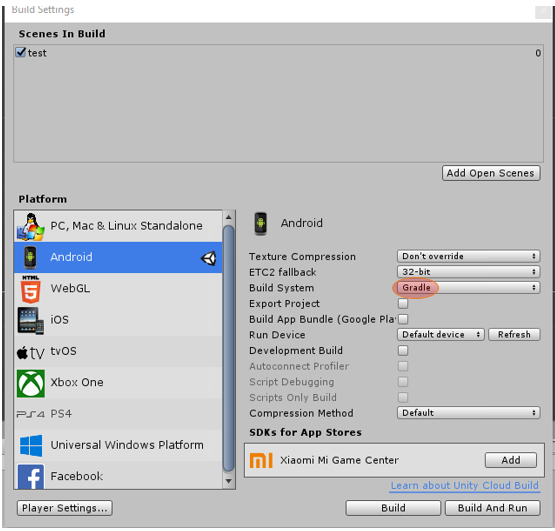 Build Settings
Scenes In Build
test 0
Add Open Scenes
Platform
PC, Mac & Linux Standalone
Android
HTML
5
WebGL
iOS
tv tvOS
Xbox One
PS4 PS4
Universal Windows Platform
f Facebook
Android
Texture Compression Don't override
ETC2 fallback 32-bit
Build System Gradle
Export Project
Build App Bundle (Google Pla
Run Device Default device Refresh
Development Build
Autoconnect Profiler
Script Debugging
Scripts Only Build
Compression Method Default
SDKs for App Stores
mi Xiaomi Mi Game Center Add
Learn about Unity Cloud Build
Player Settings... Build Build And Run